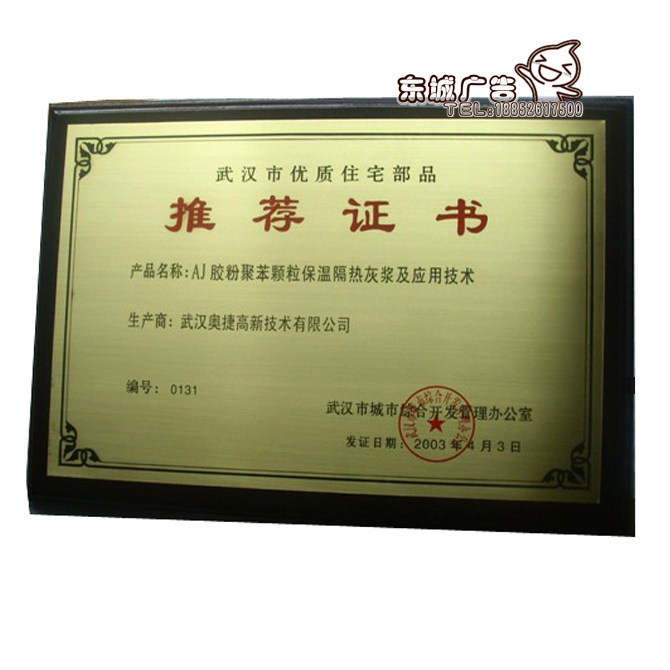 东城广告
TEL:18852617500
武汉市优质住宅部品
推荐证书
产品名称:AJ胶粉聚苯颗粒保温隔热灰浆及应用技术
生产商:武汉奥捷高新技术有限公司
编号:0131
武汉市城市综合开发管理办公室
发证日期:2003年4月3日